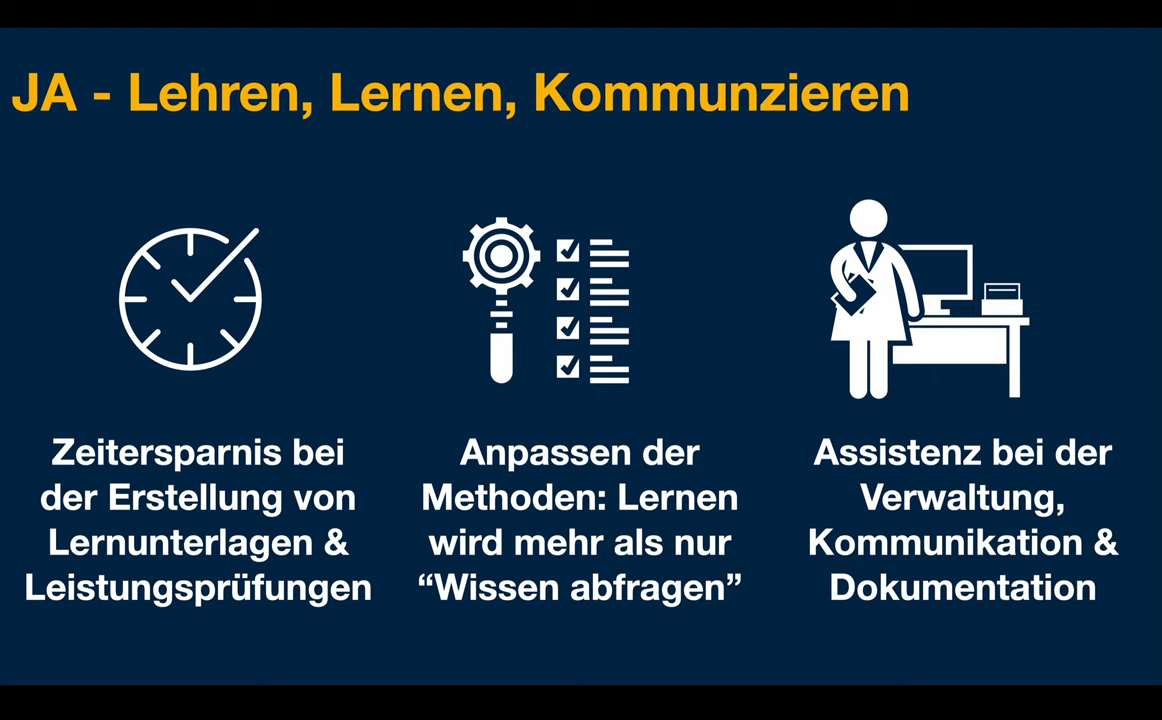 JA - Lehren, Lernen, Kommunzieren
Zeitersparnis bei
der Erstellung von
Lernunterlagen &
Leistungsprüfungen
Anpassen der
Methoden: Lernen
wird mehr als nur
“Wissen abfragen”
Assistenz bei der
Verwaltung,
Kommunikation &
Dokumentation